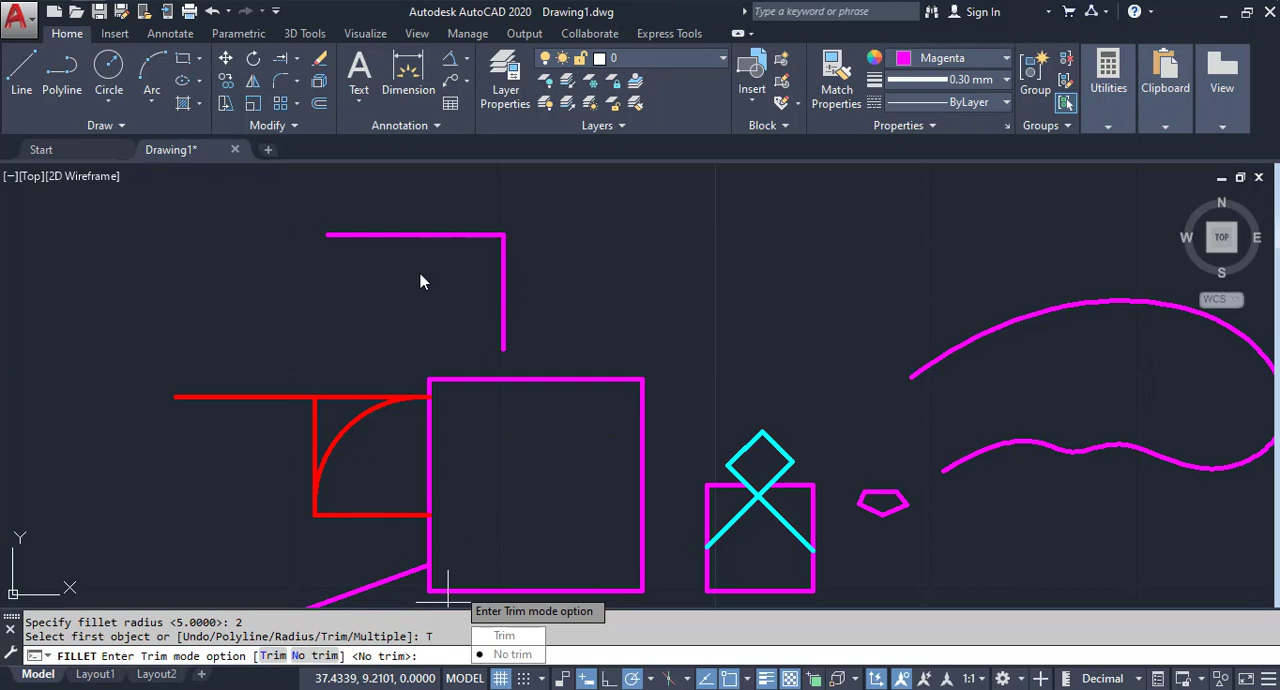 Autodesk AutoCAD 2020 Drawing1.dwg
Type a keyword or phrase
Sign In
Home Insert Annotate Parametric 3D Tools Visualize View Manage Output Collaborate Express Tools
Line Polyline Circle Arc
Text Dimension
Layer Properties
0
Insert
Match Properties
Magenta
0.30 mm
ByLayer
Group
Utilities
Clipboard
View
Draw Modify Annotation Layers Block Properties Groups
Start Drawing1*
[−][Top][2D Wireframe]
N
W TOP E
S
WCS
Y
X
Enter Trim mode option
Trim
No trim
Specify fillet radius <5.0000>: 2
Select first object or [Undo/Polyline/Radius/Trim/Multiple]: T
FILLET Enter Trim mode option [Trim No trim] <No trim>:
Model Layout1 Layout2 + 37.4339, 9.2101, 0.0000 MODEL 1:1 Decimal